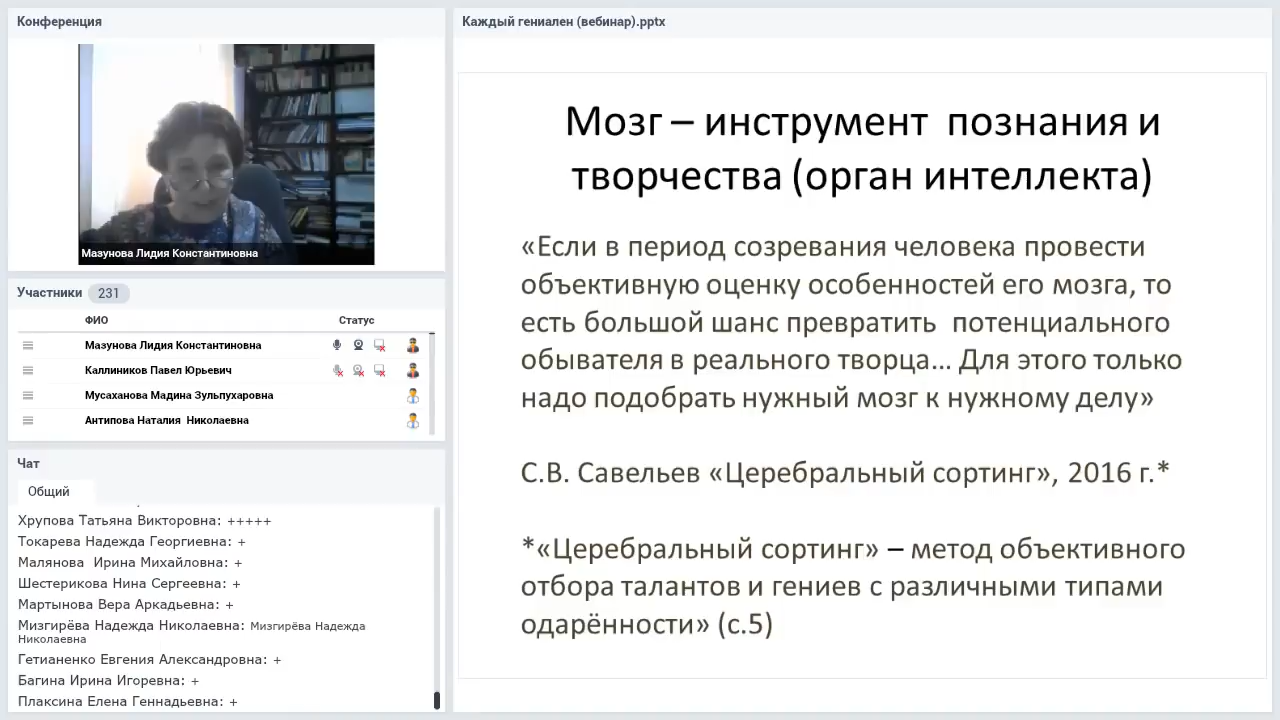 Конференция
Мазунова Лидия Константиновна
Участники 231
ФИО Статус
Мазунова Лидия Константиновна
Каллиников Павел Юрьевич
Мусаханова Мадина Зульпухаровна
Антипова Наталия Николаевна
Чат
Общий
Хрупова Татьяна Викторовна: +++++
Токарева Надежда Георгиевна: +
Малянова Ирина Михайловна: +
Шестерикова Нина Сергеевна: +
Мартынова Вера Аркадьевна: +
Мизгирёва Надежда Николаевна: Мизгирёва Надежда
Николаевна
Гетианенко Евгения Александровна: +
Багина Ирина Игоревна: +
Плаксина Елена Геннадьевна: +
Каждый гениален (вебинар).pptx
Мозг – инструмент познания и
творчества (орган интеллекта)
«Если в период созревания человека провести
объективную оценку особенностей его мозга, то
есть большой шанс превратить потенциального
обывателя в реального творца... Для этого только
надо подобрать нужный мозг к нужному делу»
С.В. Савельев «Церебральный сортинг», 2016 г.*
*«Церебральный сортинг» – метод объективного
отбора талантов и гениев с различными типами
одарённости» (с.5)